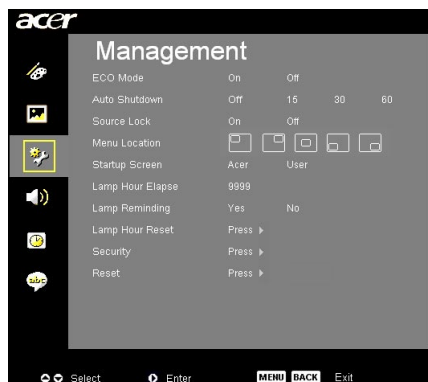 acer
Management
ECO Mode On Off
Auto Shutdown Off 15 30 60
Source Lock On Off
Menu Location
Startup Screen Acer User
Lamp Hour Elapse 9999
Lamp Reminding Yes No
Lamp Hour Reset Press
Security Press
Reset Press
abc
Select Enter MENU BACK Exit